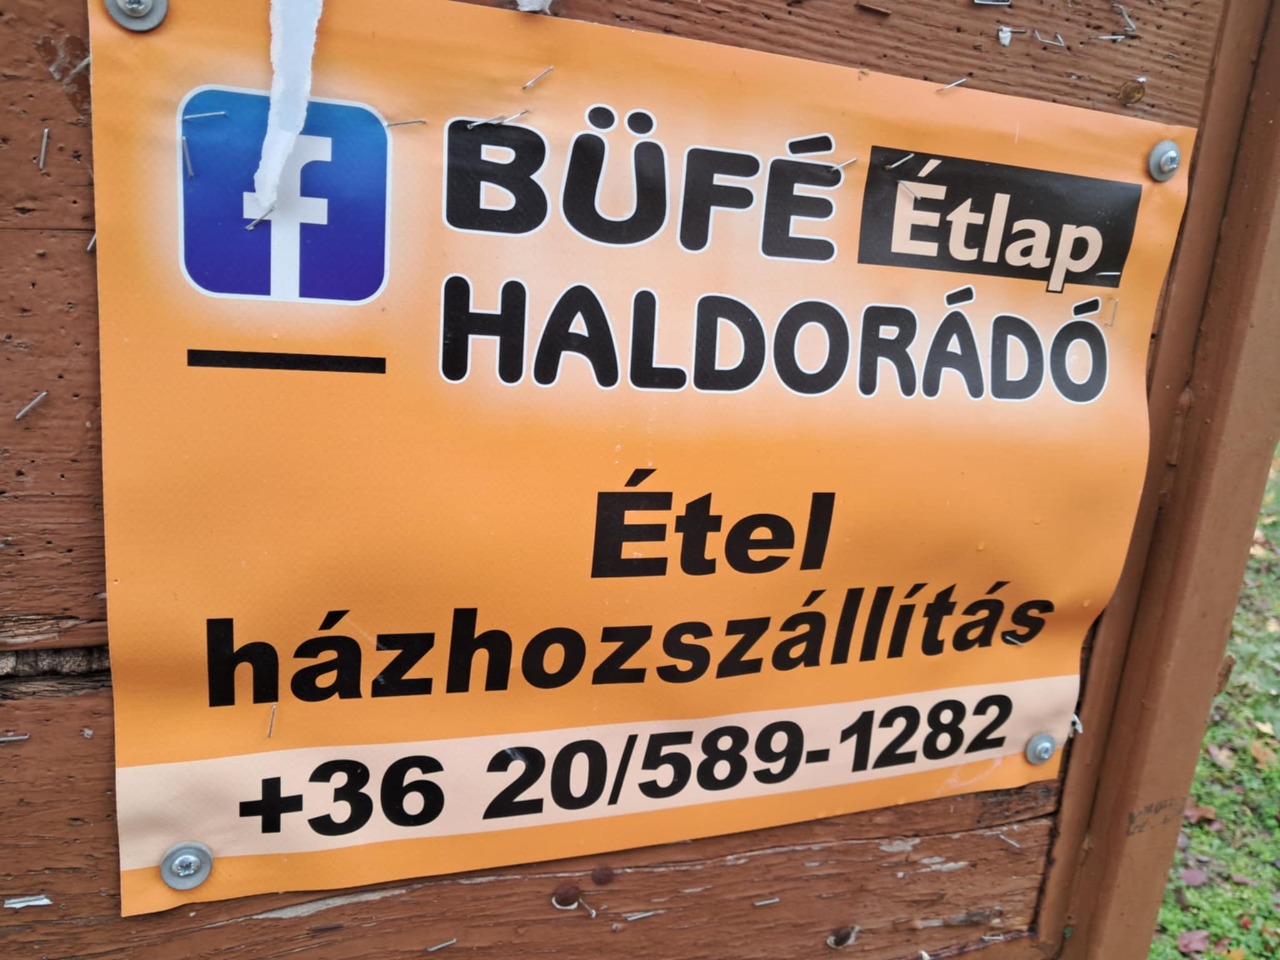 f
BÜFÉ Étlap
HALDORÁDÓ
Étel
házhozszállítás
+36 20/589-1282